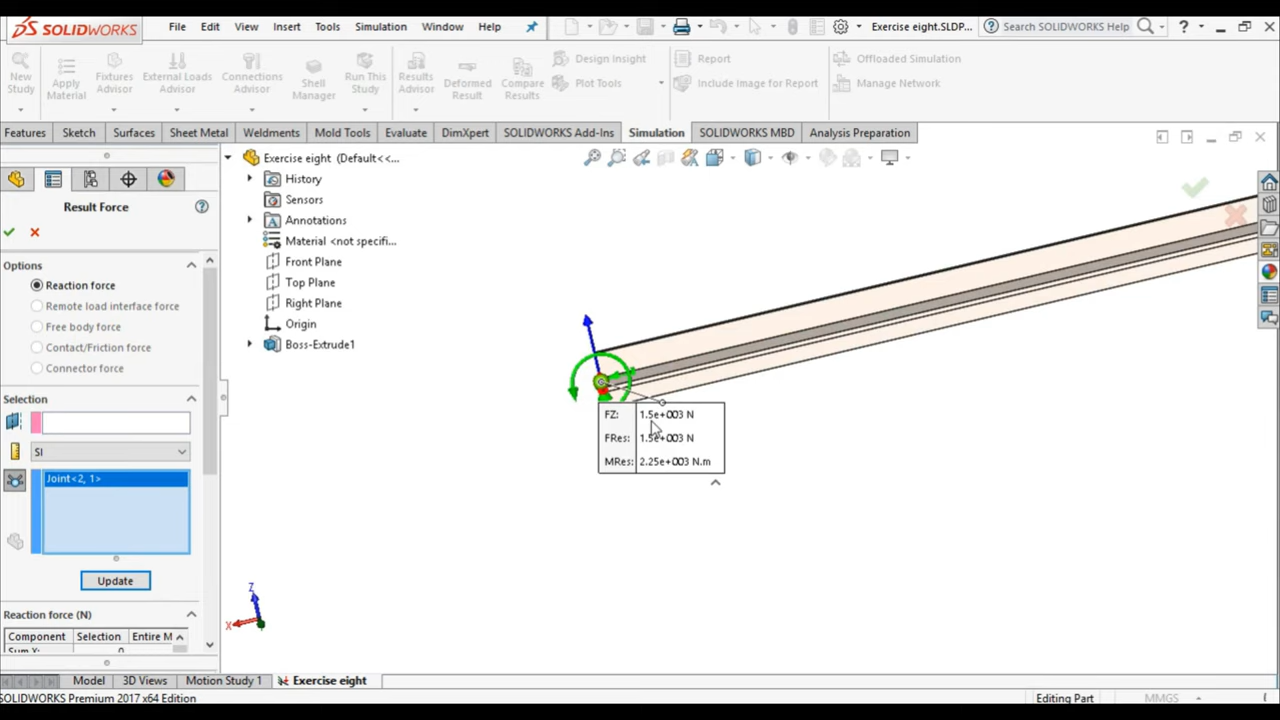 SOLIDWORKS File Edit View Insert Tools Simulation Window Help Exercise eight.SLDP... Search SOLIDWORKS Help
New Study
Apply Material
Fixtures Advisor
External Loads Advisor
Connections Advisor
Shell Manager
Run This Study
Results Advisor
Deformed Result
Compare Results
Design Insight
Plot Tools
Report
Include Image for Report
Offloaded Simulation
Manage Network
Features Sketch Surfaces Sheet Metal Weldments Mold Tools Evaluate DimXpert SOLIDWORKS Add-Ins Simulation SOLIDWORKS MBD Analysis Preparation
Result Force
Options
Reaction force
Remote load interface force
Free body force
Contact/Friction force
Connector force
Selection
SI
Joint<2, 1>
Update
Reaction force (N)
Component Selection Entire M
Sum X: 0
Exercise eight (Default<<...
History
Sensors
Annotations
Material <not specifi...
Front Plane
Top Plane
Right Plane
Origin
Boss-Extrude1
FZ: 1.5e+003 N
FRes: 1.5e+003 N
MRes: 2.25e+003 N.m
Z
X
Model 3D Views Motion Study 1 Exercise eight
SOLIDWORKS Premium 2017 x64 Edition Editing Part MMGS